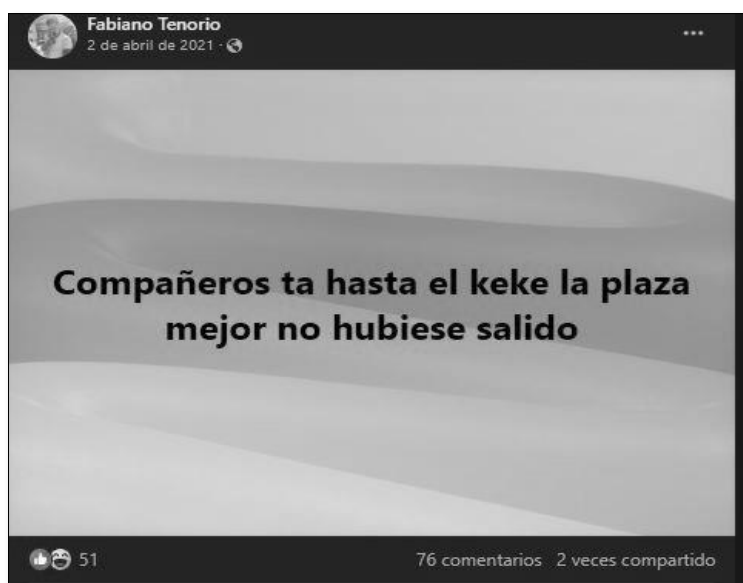 Fabiano Tenorio
2 de abril de 2021 ·
Compañeros ta hasta el keke la plaza
mejor no hubiese salido
51
76 comentarios 2 veces compartido